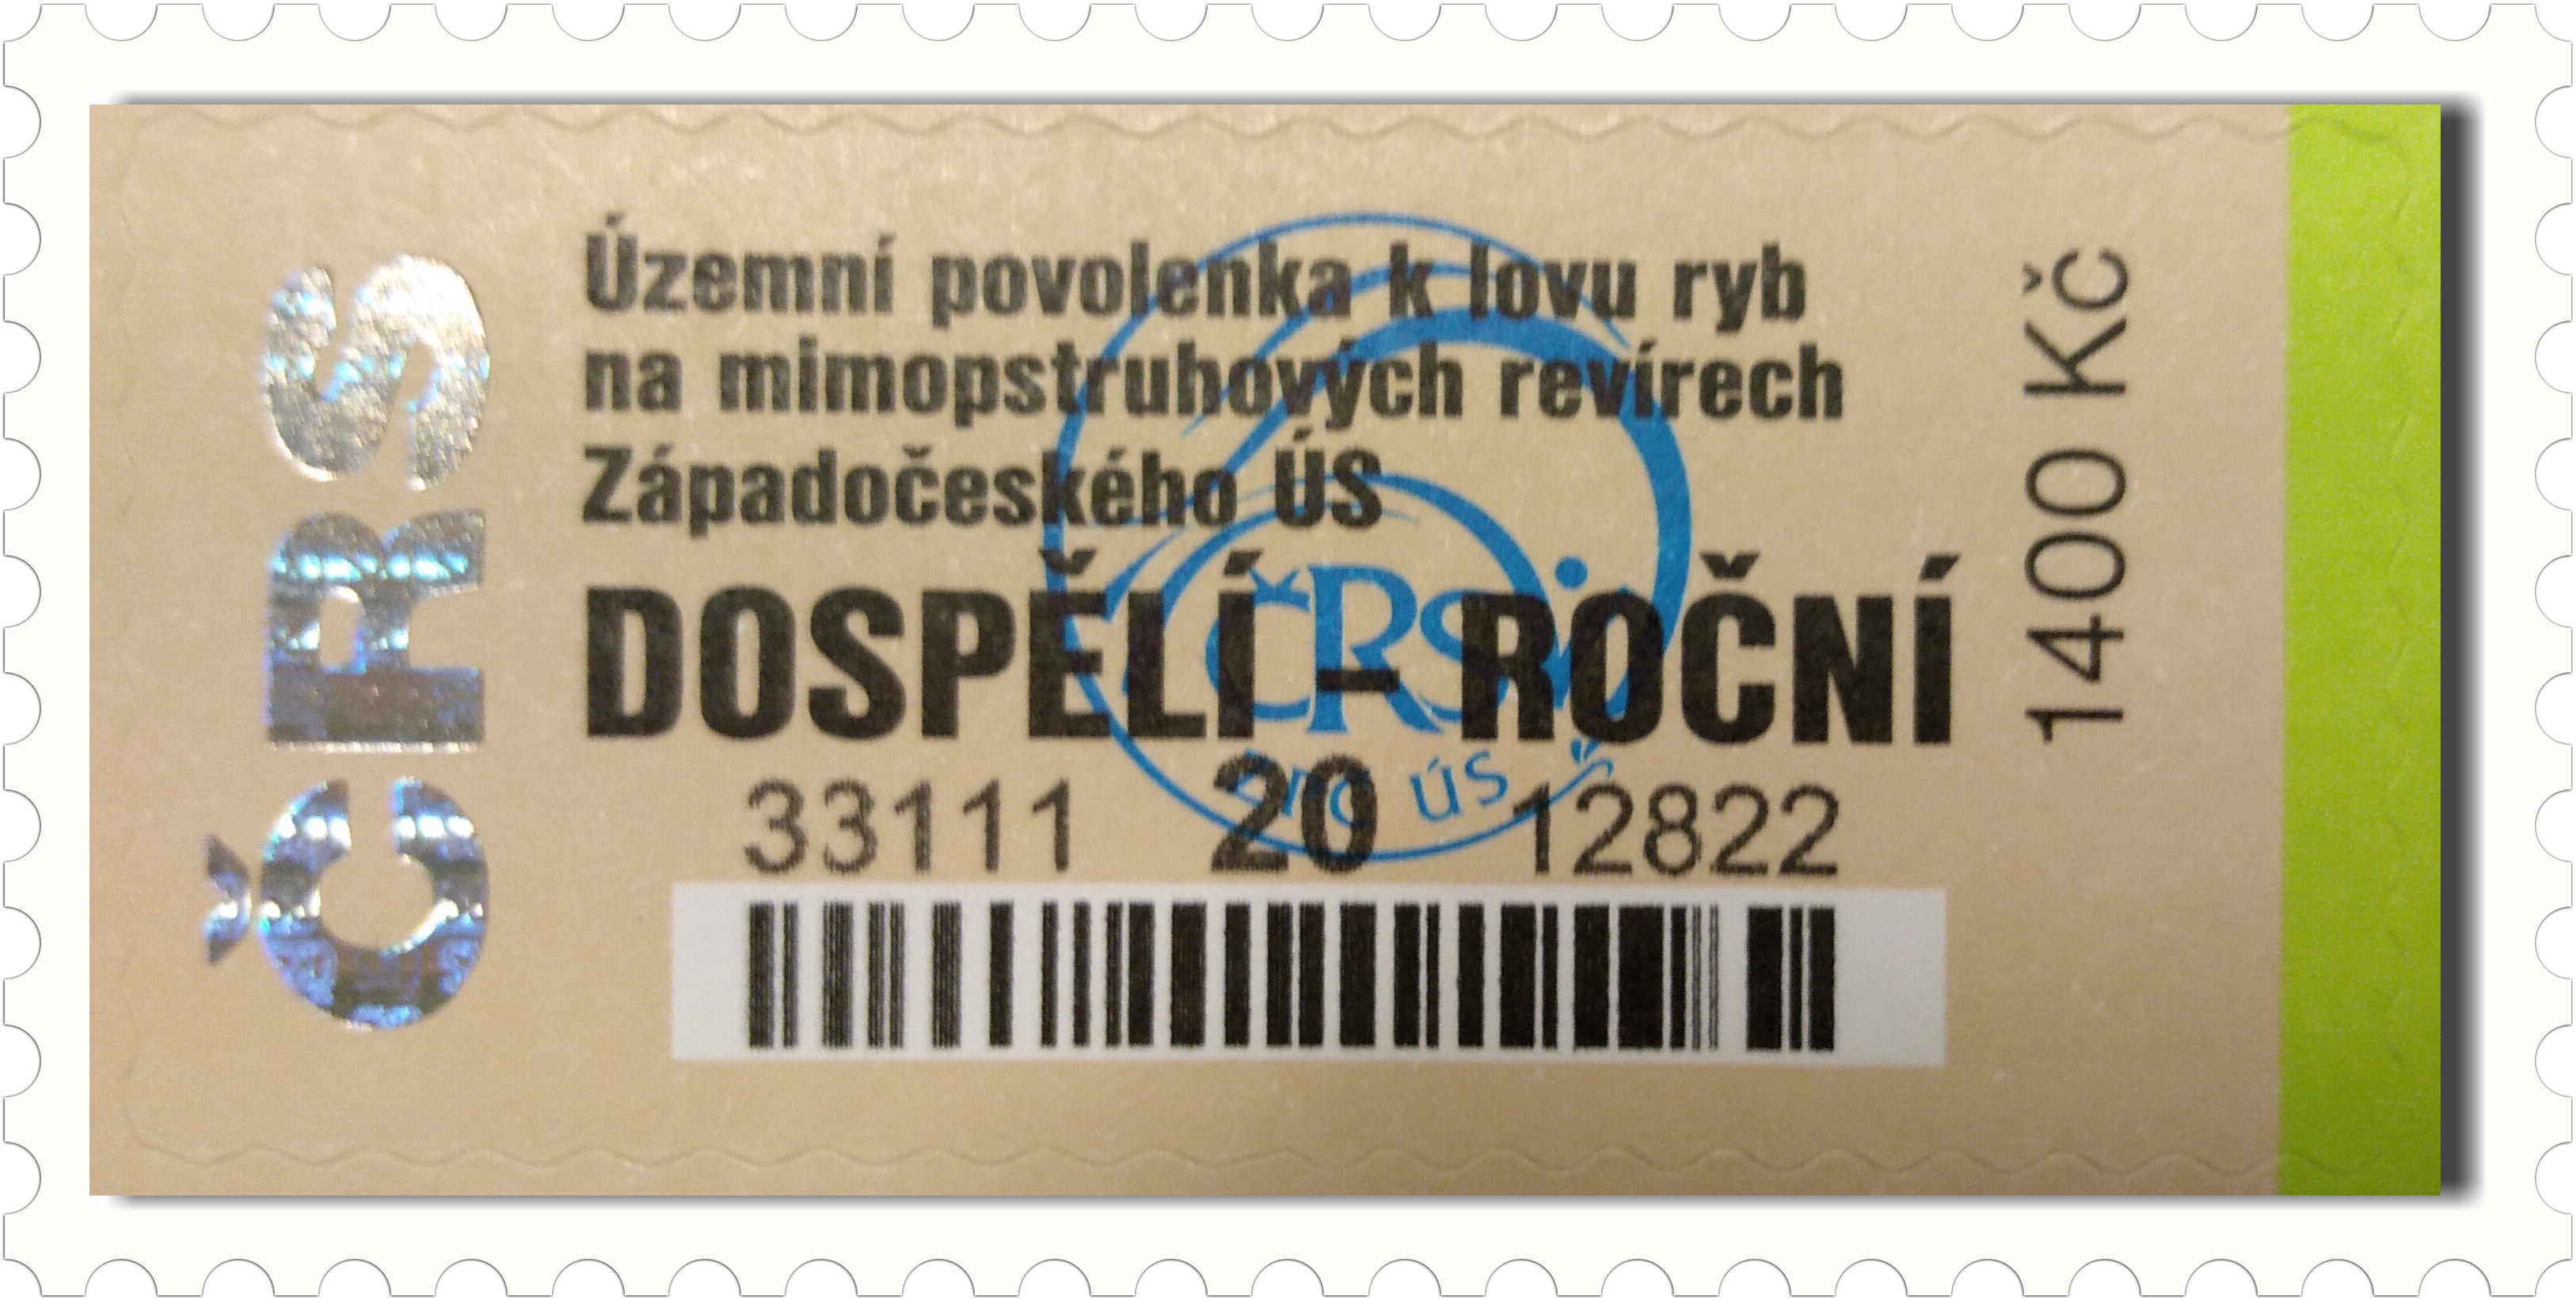 ČRS
Územní povolenka k lovu ryb
na mimopstruhových revírech
Západočeského ÚS
DOSPĚLÍ - ROČNÍ
33111 20 12822
1400 Kč
ČRS
ÚS